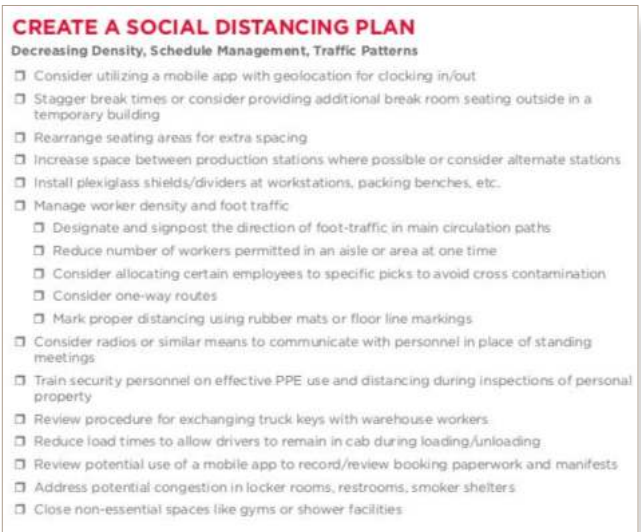 CREATE A SOCIAL DISTANCING PLAN
Decreasing Density, Schedule Management, Traffic Patterns
❒ Consider utilizing a mobile app with geolocation for clocking in/out
❒ Stagger break times or consider providing additional break room seating outside in a
temporary building
❒ Rearrange seating areas for extra spacing
❒ Increase space between production stations where possible or consider alternate stations
❒ Install plexiglass shields/dividers at workstations, packing benches, etc.
❒ Manage worker density and foot traffic
❒ Designate and signpost the direction of foot-traffic in main circulation paths
❒ Reduce number of workers permitted in an aisle or area at one time
❒ Consider allocating certain employees to specific picks to avoid cross contamination
❒ Consider one-way routes
❒ Mark proper distancing using rubber mats or floor line markings
❒ Consider radios or similar means to communicate with personnel in place of standing
meetings
❒ Train security personnel on effective PPE use and distancing during inspections of personal
property
❒ Review procedure for exchanging truck keys with warehouse workers
❒ Reduce load times to allow drivers to remain in cab during loading/unloading
❒ Review potential use of a mobile app to record/review booking paperwork and manifests
❒ Address potential congestion in locker rooms, restrooms, smoker shelters
❒ Close non-essential spaces like gyms or shower facilities